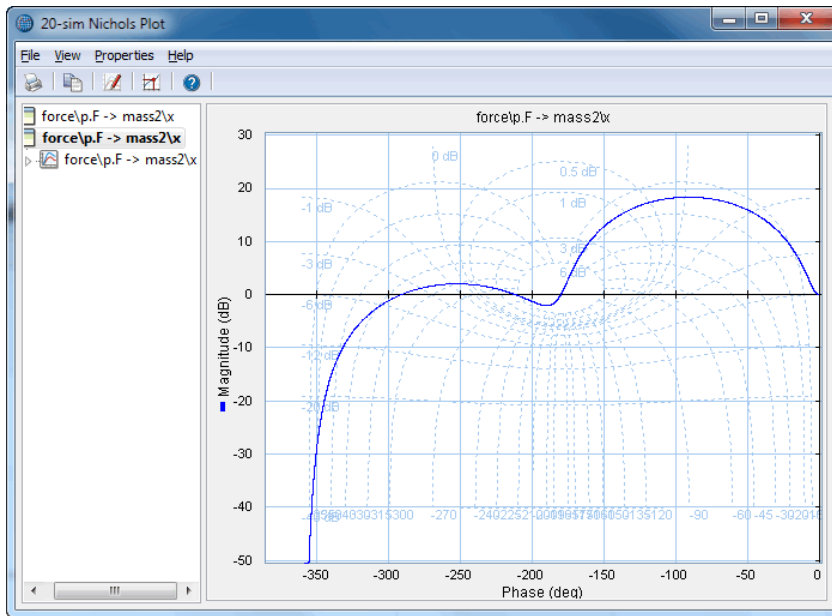 20-sim Nichols Plot
File View Properties Help
force\p.F -> mass2\x
force\p.F -> mass2\x
force\p.F -> mass2\x
force\p.F -> mass2\x
30
20
10
0
-10
-20
-30
-40
-50
Magnitude (dB)
0 dB
0.5 dB
-1 dB
1 dB
-3 dB
3 dB
6 dB
-6 dB
-12 dB
-20 dB
-270
-90
-60 -45
-350 -300 -250 -200 -150 -100 -50 0
Phase (deg)